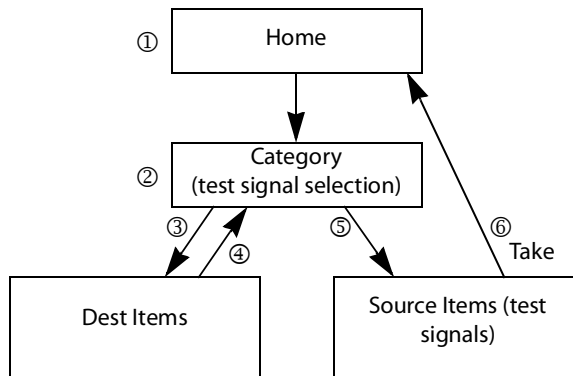 ① Home
② Category
(test signal selection)
③ ④ ⑤ ⑥
Take
Dest Items
Source Items (test
signals)